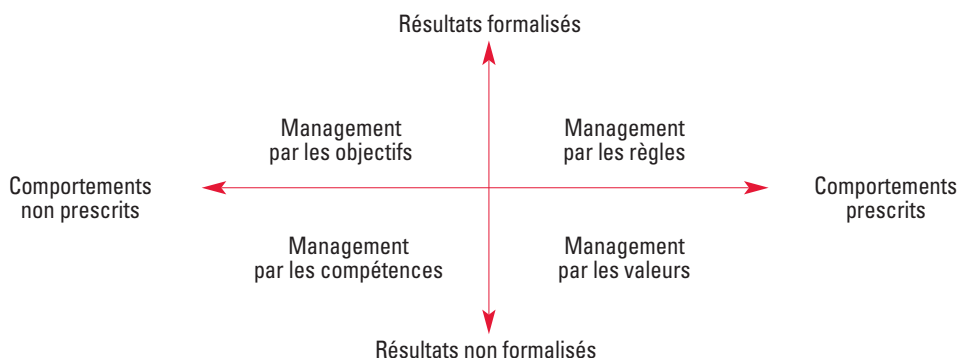 Résultats formalisés
Management
par les objectifs
Management
par les règles
Comportements
non prescrits
Comportements
prescrits
Management
par les compétences
Management
par les valeurs
Résultats non formalisés